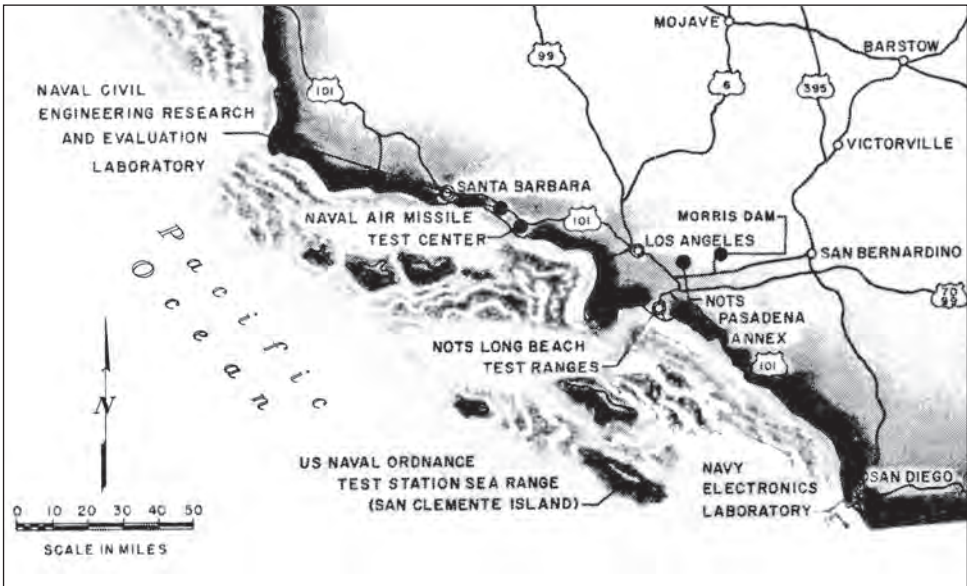 MOJAVE
BARSTOW
99
6
395
101
NAVAL CIVIL
ENGINEERING RESEARCH
AND EVALUATION
LABORATORY
VICTORVILLE
SANTA BARBARA
NAVAL AIR MISSILE
TEST CENTER
101
MORRIS DAM
LOS ANGELES
SAN BERNARDINO
70
99
Pacific
Ocean
NOTS
PASADENA
ANNEX
NOTS LONG BEACH
TEST RANGES
101
N
US NAVAL ORDNANCE
TEST STATION SEA RANGE
(SAN CLEMENTE ISLAND)
NAVY
ELECTRONICS
LABORATORY
SAN DIEGO
0 10 20 30 40 50
SCALE IN MILES